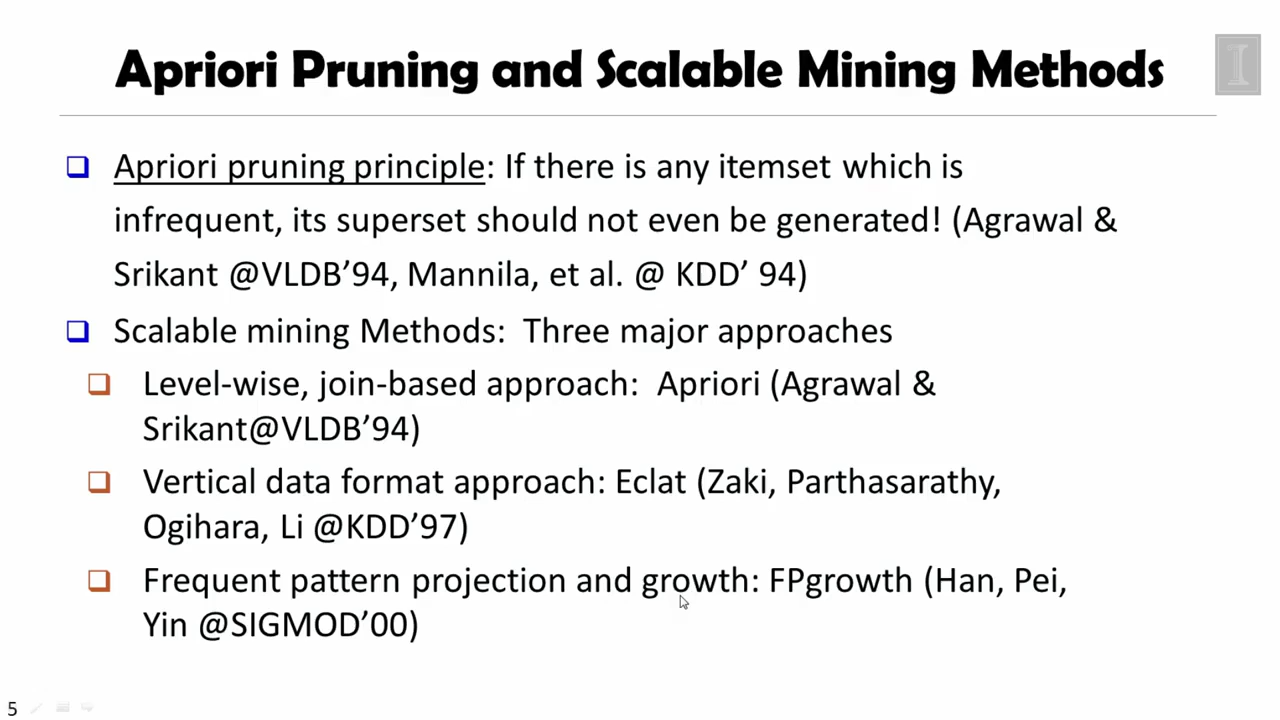 Apriori Pruning and Scalable Mining Methods
Apriori pruning principle: If there is any itemset which is
infrequent, its superset should not even be generated! (Agrawal &
Srikant @VLDB’94, Mannila, et al. @ KDD’ 94)
Scalable mining Methods:  Three major approaches
Level-wise, join-based approach:  Apriori (Agrawal &
Srikant@VLDB’94)
Vertical data format approach: Eclat (Zaki, Parthasarathy,
Ogihara, Li @KDD’97)
Frequent pattern projection and growth: FPgrowth (Han, Pei,
Yin @SIGMOD’00)
5
I